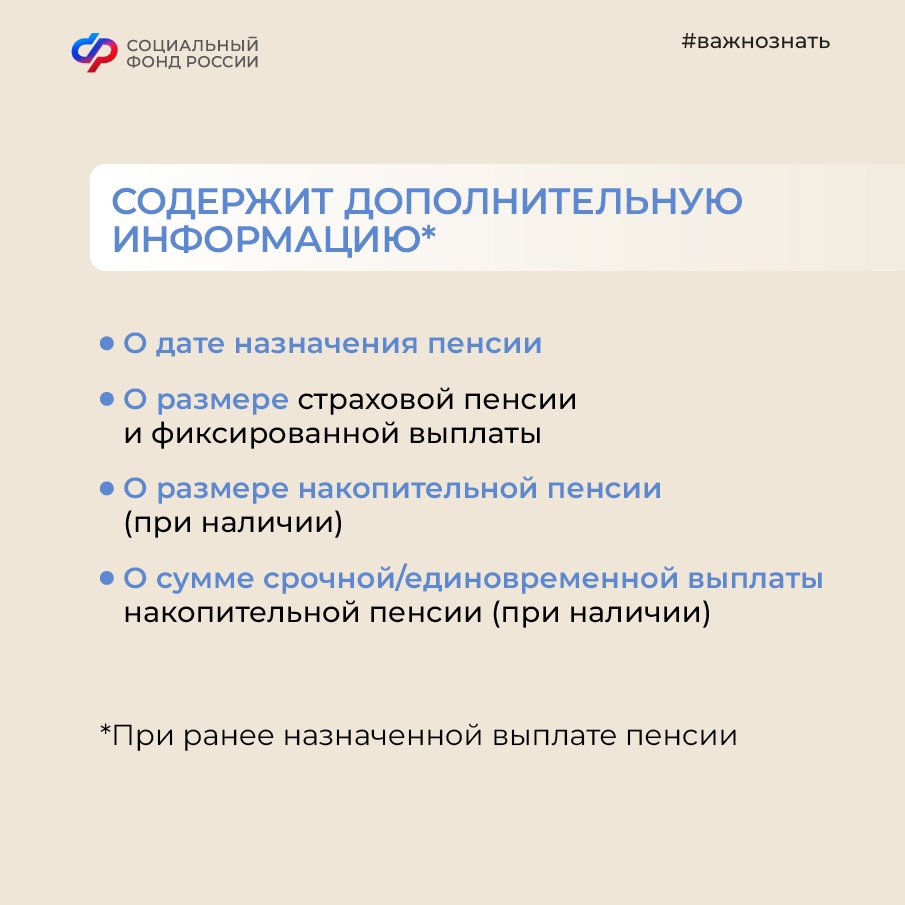 СОЦИАЛЬНЫЙ
ФОНД РОССИИ
#важнознать
СОДЕРЖИТ ДОПОЛНИТЕЛЬНУЮ
ИНФОРМАЦИЮ*
• О дате назначения пенсии
• О размере страховой пенсии
и фиксированной выплаты
• О размере накопительной пенсии
(при наличии)
• О сумме срочной/единовременной выплаты
накопительной пенсии (при наличии)
*При ранее назначенной выплате пенсии